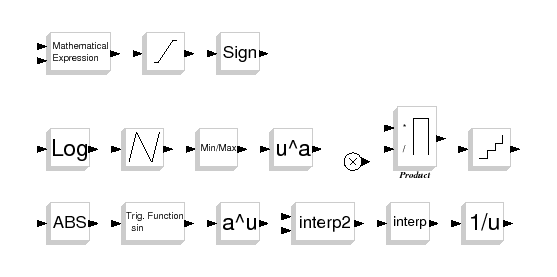 Mathematical
Expression
Sign
Log
Min/Max
u^a
*
/
Product
ABS
Trig. Function
sin
a^u
interp2
interp
1/u